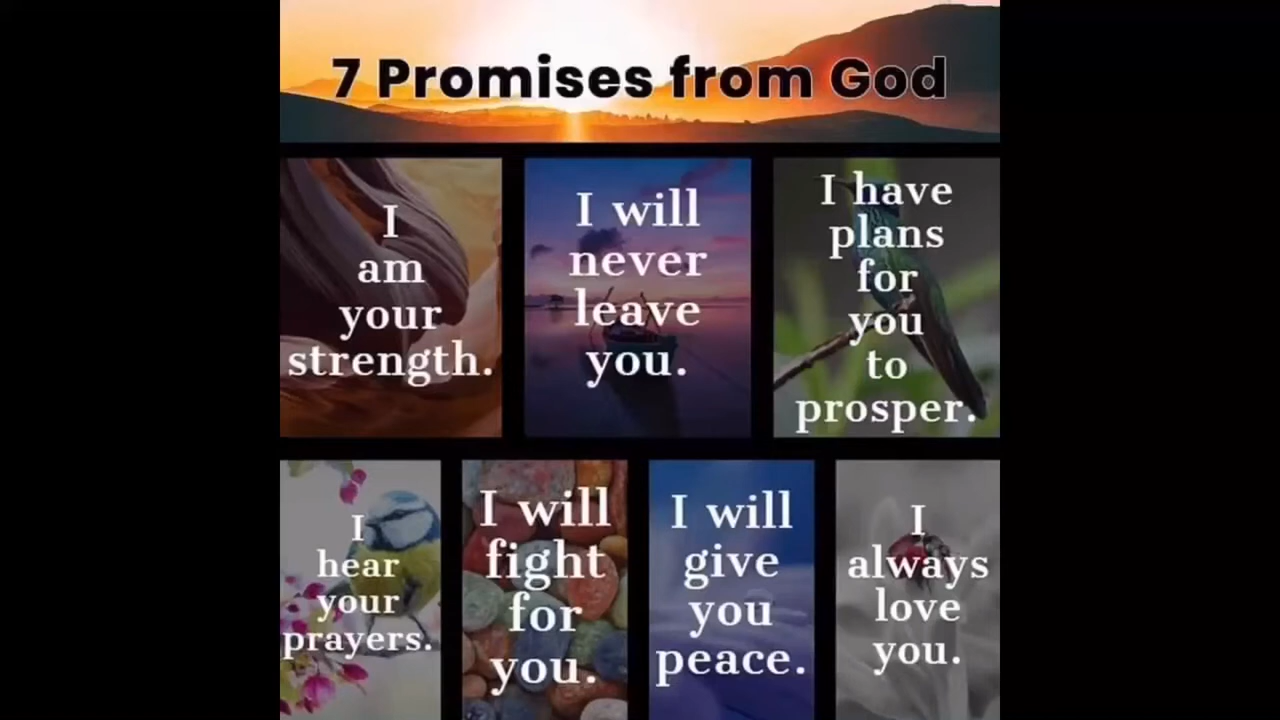 7 Promises from God
I
am
your
strength.
I will
never
leave
you.
I have
plans
for
you
to
prosper.
I
hear
your
prayers.
I will
fight
for
you.
I will
give
you
peace.
I
always
love
you.